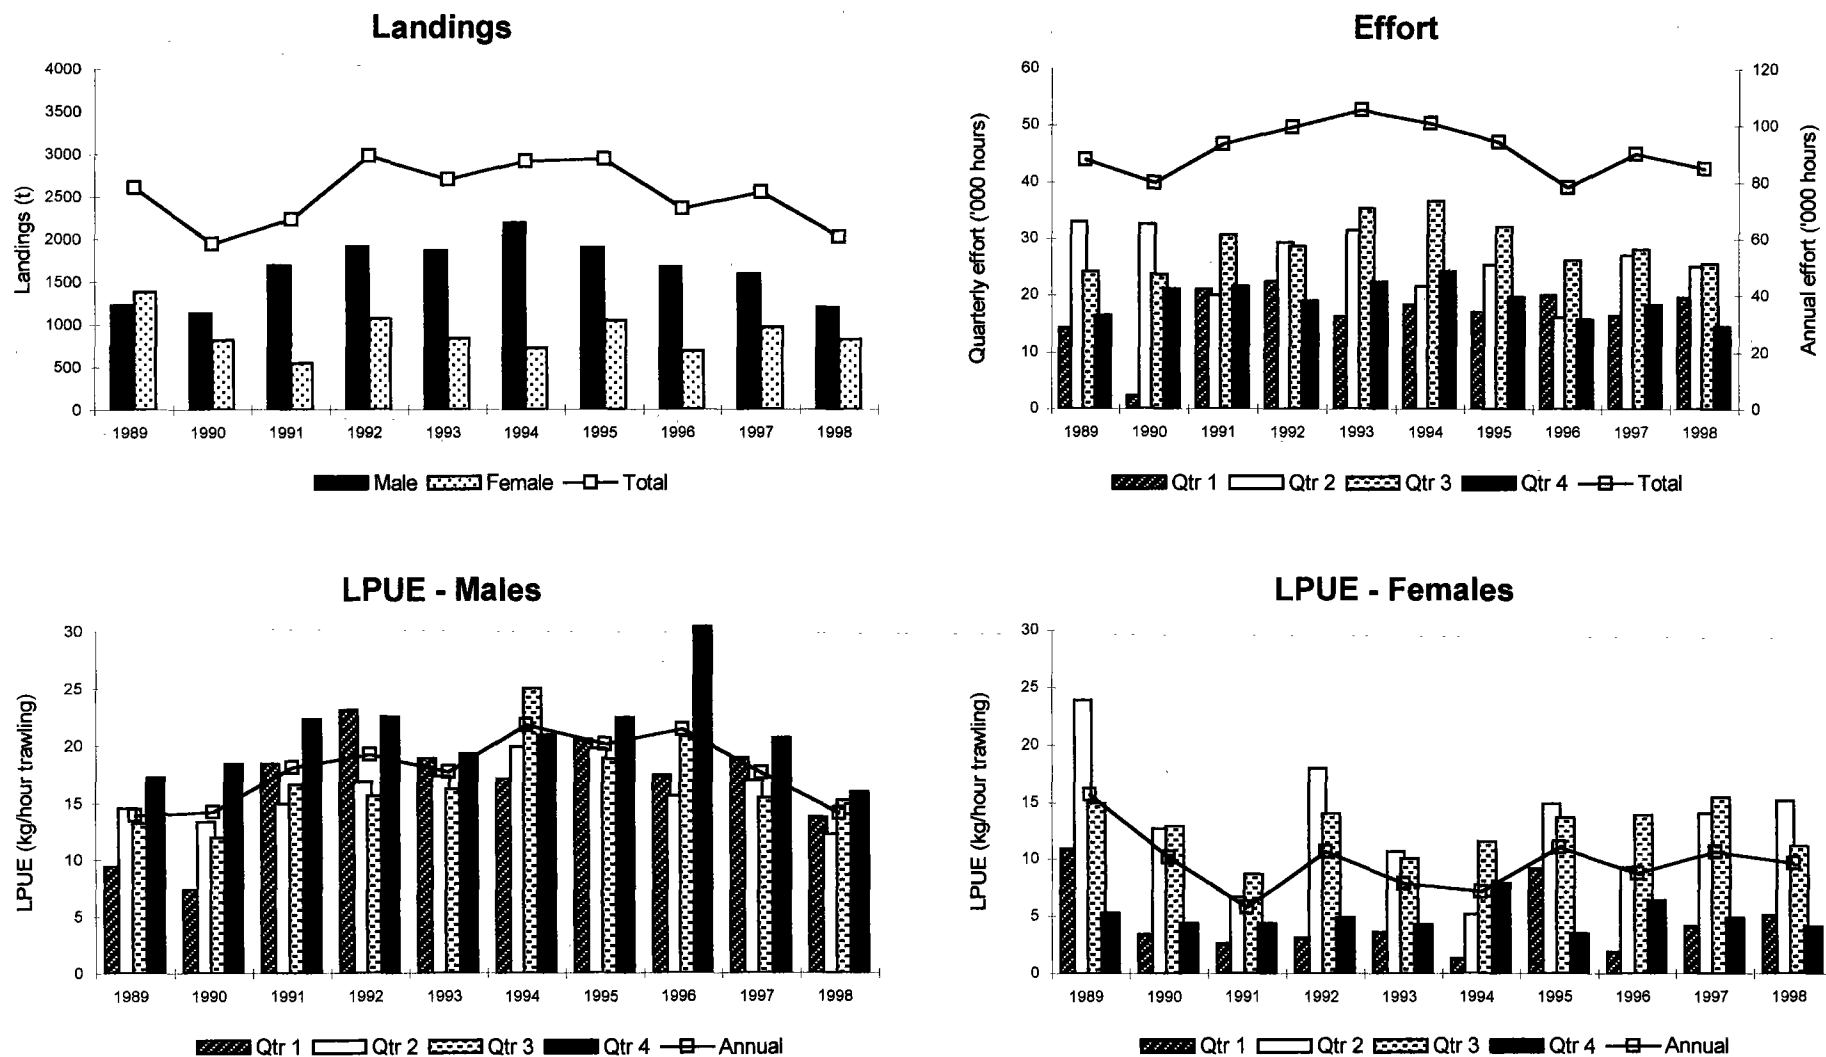 Landings
4000
3500
3000
2500
2000
1500
1000
500
0
Landings (t)
1989 1990 1991 1992 1993 1994 1995 1996 1997 1998
Male Female Total
Effort
60
50
40
30
20
10
0
Quarterly effort ('000 hours)
120
100
80
60
40
20
0
Annual effort ('000 hours)
1989 1990 1991 1992 1993 1994 1995 1996 1997 1998
Qtr 1 Qtr 2 Qtr 3 Qtr 4 Total
LPUE - Males
30
25
20
15
10
5
0
LPUE (kg/hour trawling)
1989 1990 1991 1992 1993 1994 1995 1996 1997 1998
Qtr 1 Qtr 2 Qtr 3 Qtr 4 Annual
LPUE - Females
30
25
20
15
10
5
0
LPUE (kg/hour trawling)
1989 1990 1991 1992 1993 1994 1995 1996 1997 1998
Qtr 1 Qtr 2 Qtr 3 Qtr 4 Annual